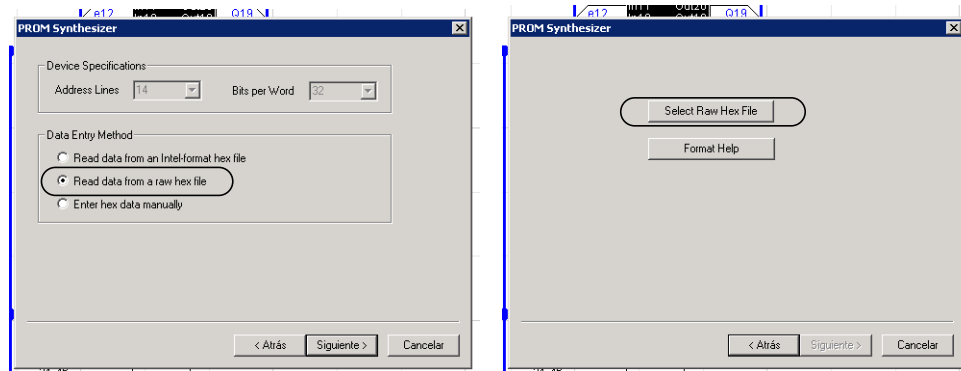 e12 Q19
PROM Synthesizer
Device Specifications
Address Lines 14 Bits per Word 32
Data Entry Method
Read data from an Intel-format hex file
Read data from a raw hex file
Enter hex data manually
< Atrás Siguiente > Cancelar
e12 Q19
PROM Synthesizer
Select Raw Hex File
Format Help
< Atrás Siguiente > Cancelar